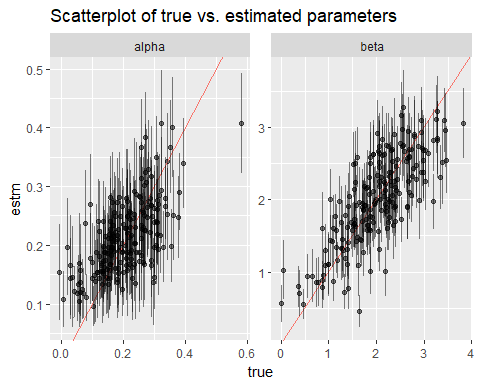 Scatterplot of true vs. estimated parameters
alpha beta
0.5
0.4
0.3
0.2
0.1
3
2
1
estm
0.0 0.2 0.4 0.6 0 1 2 3 4
true